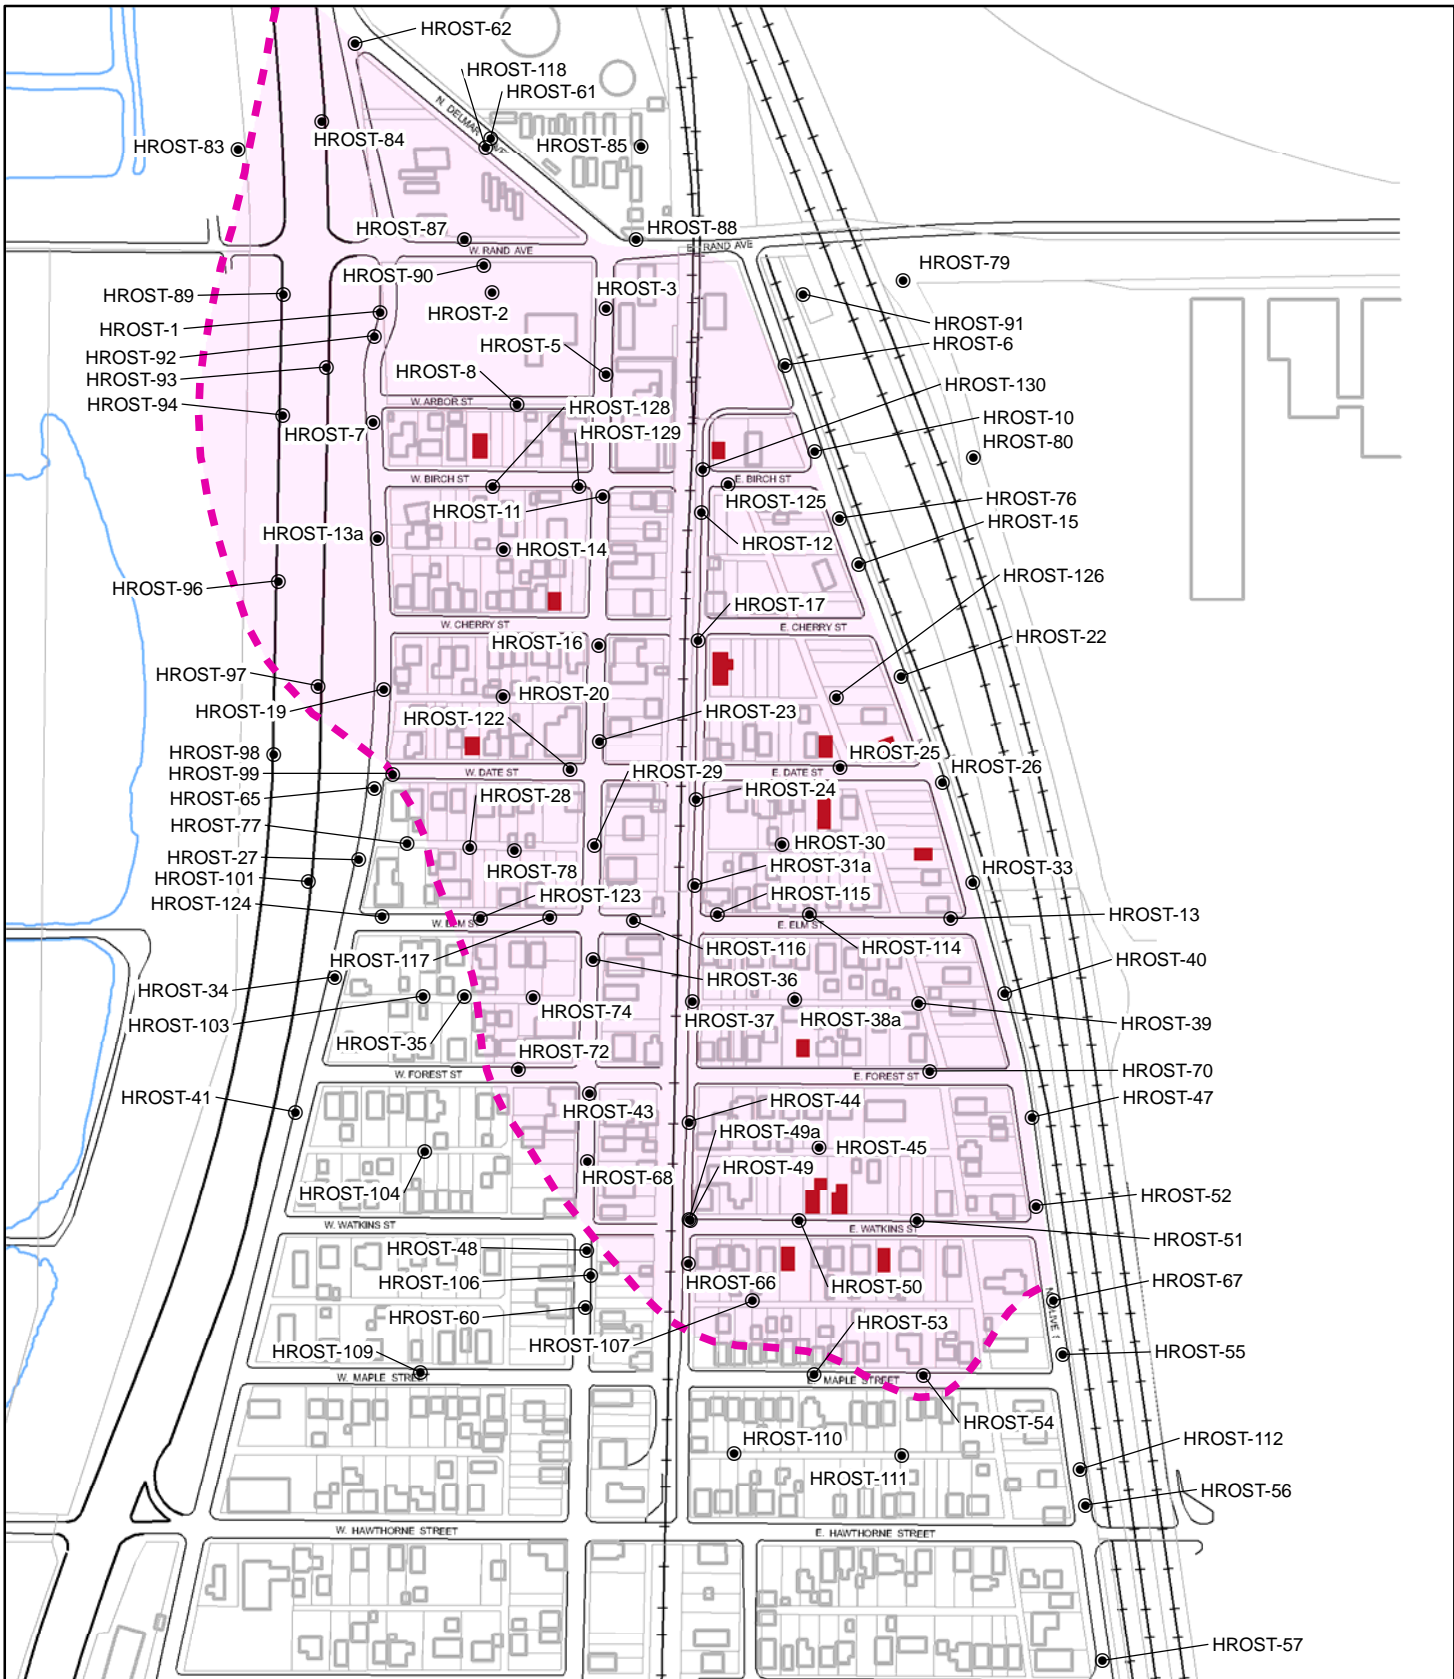 HROST-62
HROST-118
HROST-61
N. DELMAR AVE
HROST-84
HROST-83
HROST-85
HROST-87
HROST-88
W. RAND AVE
E. RAND AVE
HROST-90
HROST-79
HROST-89
HROST-2
HROST-3
HROST-1
HROST-91
HROST-92
HROST-6
HROST-5
HROST-93
HROST-8
HROST-130
HROST-94
W. ARBOR ST
HROST-128
HROST-10
HROST-7
HROST-129
HROST-80
W. BIRCH ST
E. BIRCH ST
HROST-125
HROST-76
HROST-11
HROST-15
HROST-13a
HROST-12
HROST-14
HROST-126
HROST-96
W. CHERRY ST
HROST-17
E. CHERRY ST
HROST-22
HROST-16
HROST-97
HROST-20
HROST-19
HROST-23
HROST-122
HROST-98
HROST-25
HROST-99
W. DATE ST
HROST-29
E. DATE ST
HROST-26
HROST-65
HROST-28
HROST-24
HROST-77
HROST-30
HROST-27
HROST-78
HROST-31a
HROST-33
HROST-101
HROST-123
HROST-115
HROST-124
W. ELM ST
E. ELM ST
HROST-13
HROST-116
HROST-114
HROST-117
HROST-40
HROST-34
HROST-36
HROST-74
HROST-103
HROST-37
HROST-38a
HROST-39
HROST-35
HROST-72
W. FOREST ST
E. FOREST ST
HROST-70
HROST-41
HROST-43
HROST-44
HROST-47
HROST-49a
HROST-45
HROST-49
HROST-68
HROST-104
HROST-52
W. WATKINS ST
E. WATKINS ST
HROST-51
HROST-48
HROST-106
HROST-66
HROST-50
HROST-67
N. OLIVE
HROST-60
HROST-53
HROST-107
HROST-109
HROST-55
W. MAPLE STREET
E. MAPLE STREET
HROST-54
HROST-110
HROST-112
HROST-111
HROST-56
W. HAWTHORNE STREET
E. HAWTHORNE STREET
HROST-57